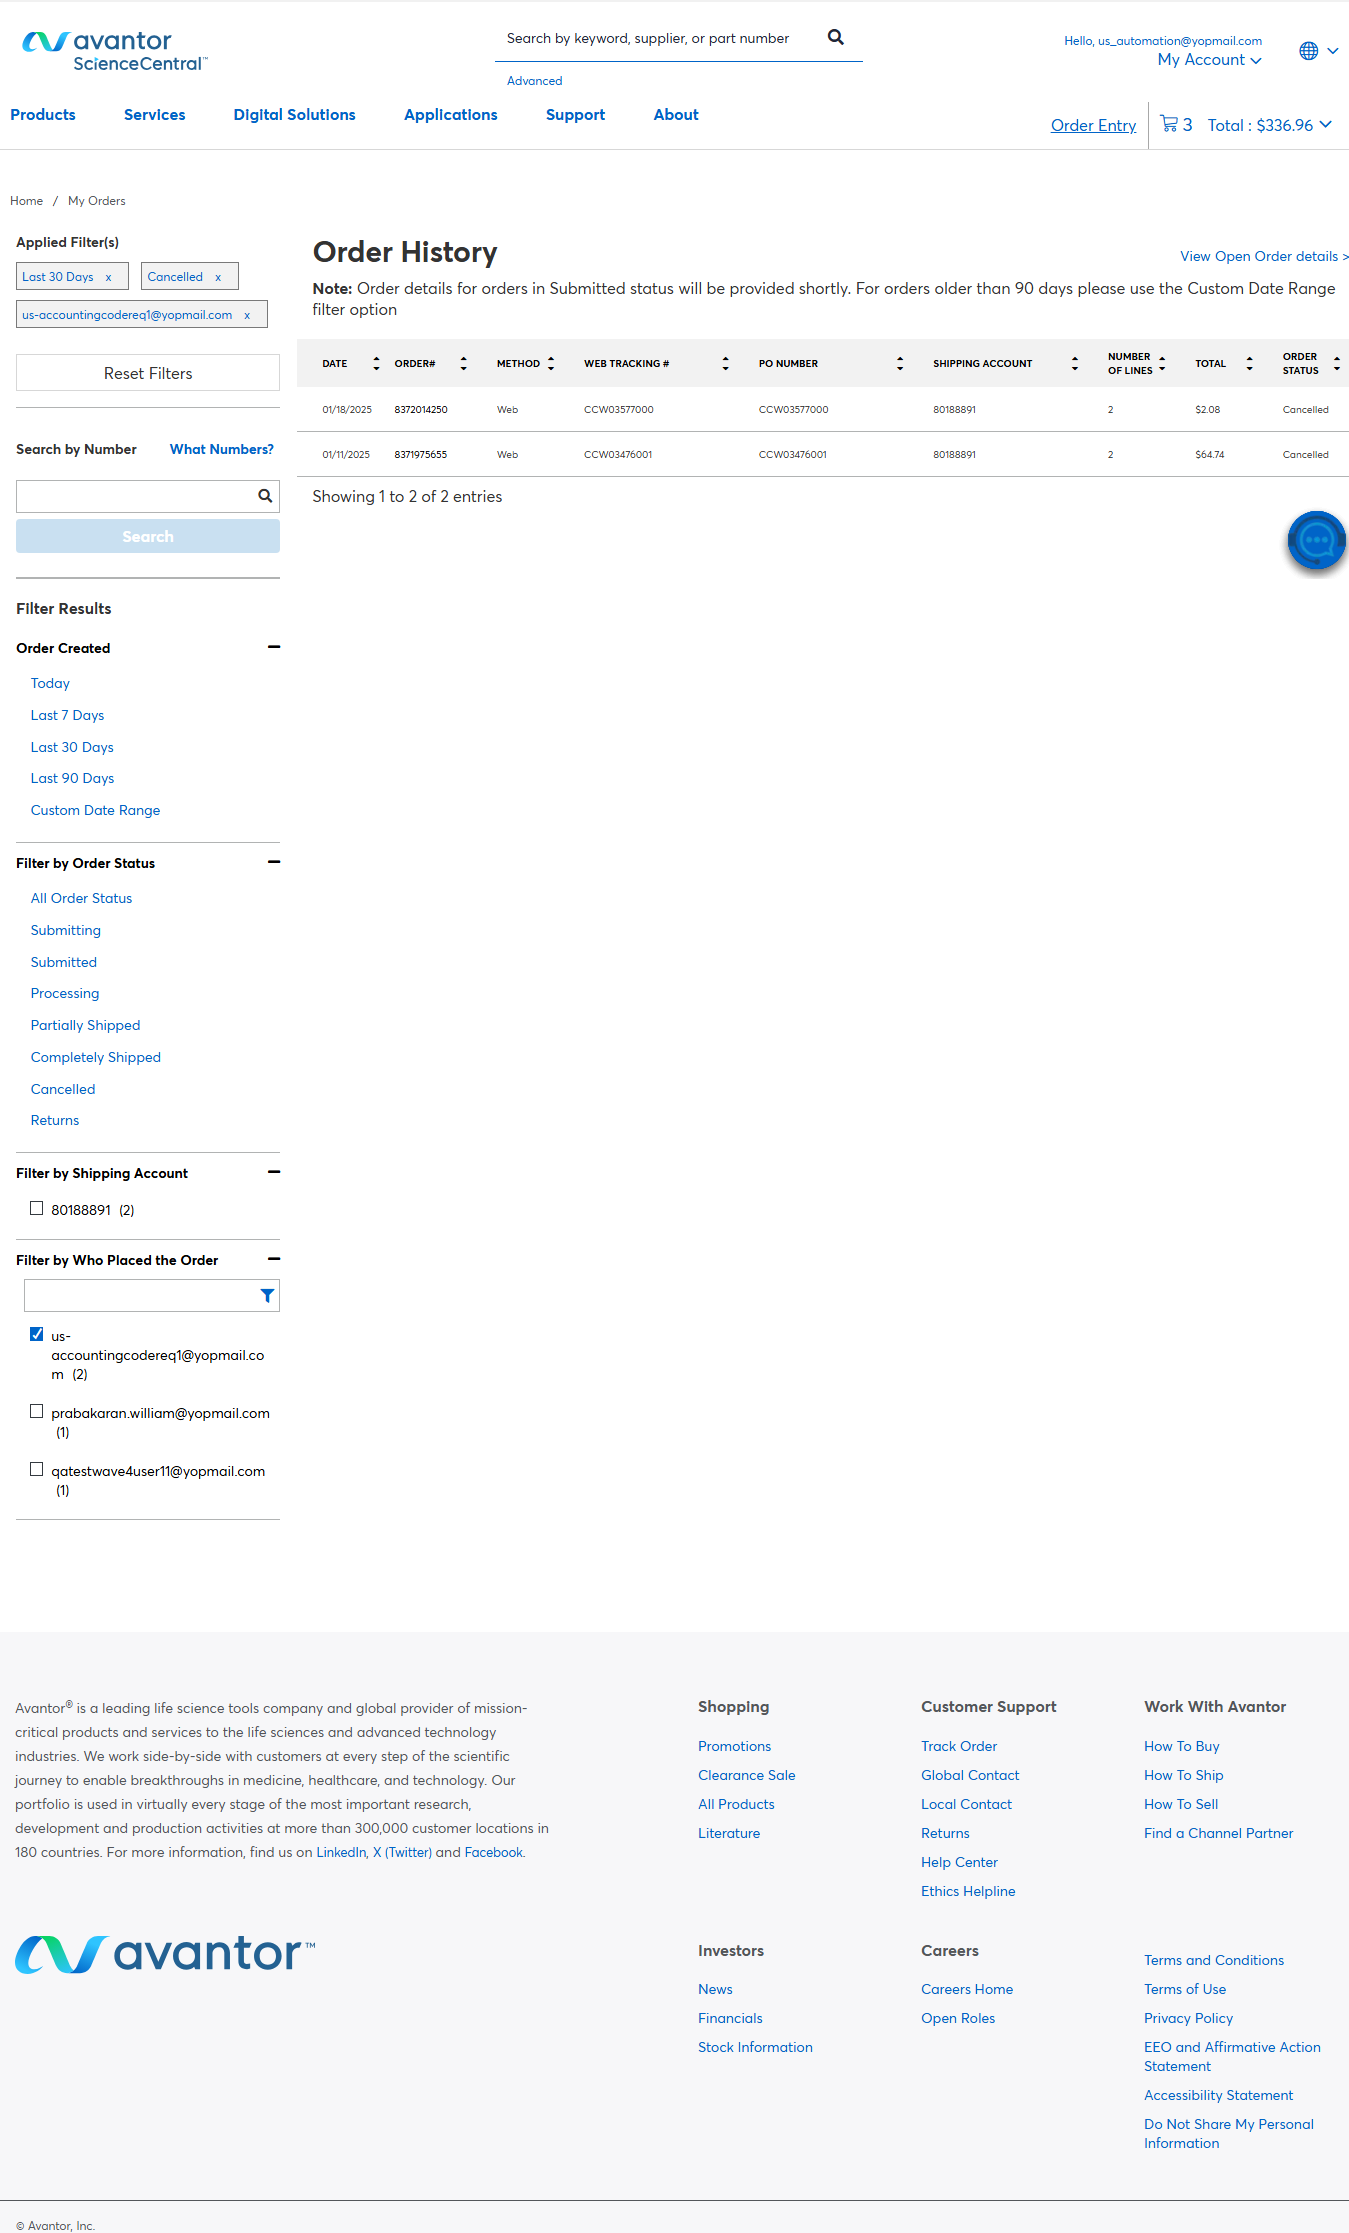 avantor
ScienceCentral™
Search by keyword, supplier, or part number
Advanced
Hello, us_automation@yopmail.com
My Account
Products
Services
Digital Solutions
Applications
Support
About
Order Entry
3
Total : $336.96
Home / My Orders
Applied Filter(s)
Last 30 Days x
Cancelled x
us-accountingcodereq1@yopmail.com x
Reset Filters
Search by Number
What Numbers?
Search
Filter Results
Order Created
Today
Last 7 Days
Last 30 Days
Last 90 Days
Custom Date Range
Filter by Order Status
All Order Status
Submitting
Submitted
Processing
Partially Shipped
Completely Shipped
Cancelled
Returns
Filter by Shipping Account
80188891 (2)
Filter by Who Placed the Order
us-
accountingcodereq1@yopmail.co
m (2)
prabakaran.william@yopmail.com
(1)
qatestwave4user11@yopmail.com
(1)
Order History
View Open Order details >
Note: Order details for orders in Submitted status will be provided shortly. For orders older than 90 days please use the Custom Date Range
filter option
DATE ORDER# METHOD WEB TRACKING # PO NUMBER SHIPPING ACCOUNT NUMBER OF LINES TOTAL ORDER STATUS
01/18/2025 8372014250 Web CCW03577000 CCW03577000 80188891 2 $2.08 Cancelled
01/11/2025 8371975655 Web CCW03476001 CCW03476001 80188891 2 $64.74 Cancelled
Showing 1 to 2 of 2 entries
Avantor® is a leading life science tools company and global provider of mission-
critical products and services to the life sciences and advanced technology
industries. We work side-by-side with customers at every step of the scientific
journey to enable breakthroughs in medicine, healthcare, and technology. Our
portfolio is used in virtually every stage of the most important research,
development and production activities at more than 300,000 customer locations in
180 countries. For more information, find us on LinkedIn, X (Twitter) and Facebook.
avantor™
Shopping
Promotions
Clearance Sale
All Products
Literature
Customer Support
Track Order
Global Contact
Local Contact
Returns
Help Center
Ethics Helpline
Work With Avantor
How To Buy
How To Ship
How To Sell
Find a Channel Partner
Investors
News
Financials
Stock Information
Careers
Careers Home
Open Roles
Terms and Conditions
Terms of Use
Privacy Policy
EEO and Affirmative Action
Statement
Accessibility Statement
Do Not Share My Personal
Information
© Avantor, Inc.